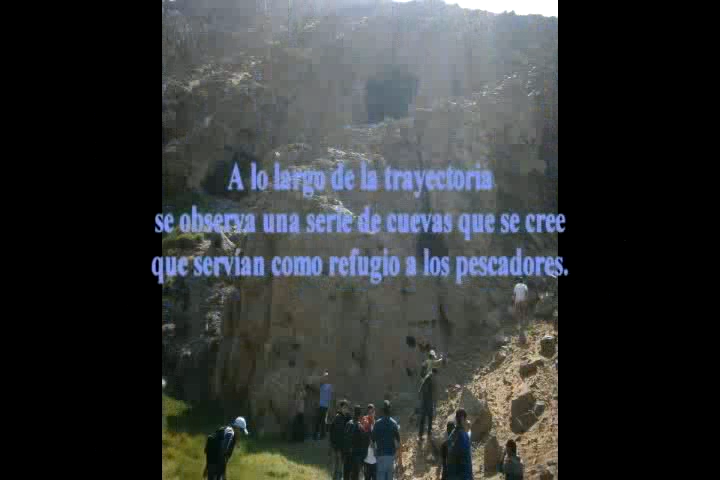 A lo largo de la trayectoria
se observa una serie de cuevas que se cree
que servían como refugio a los pescadores.